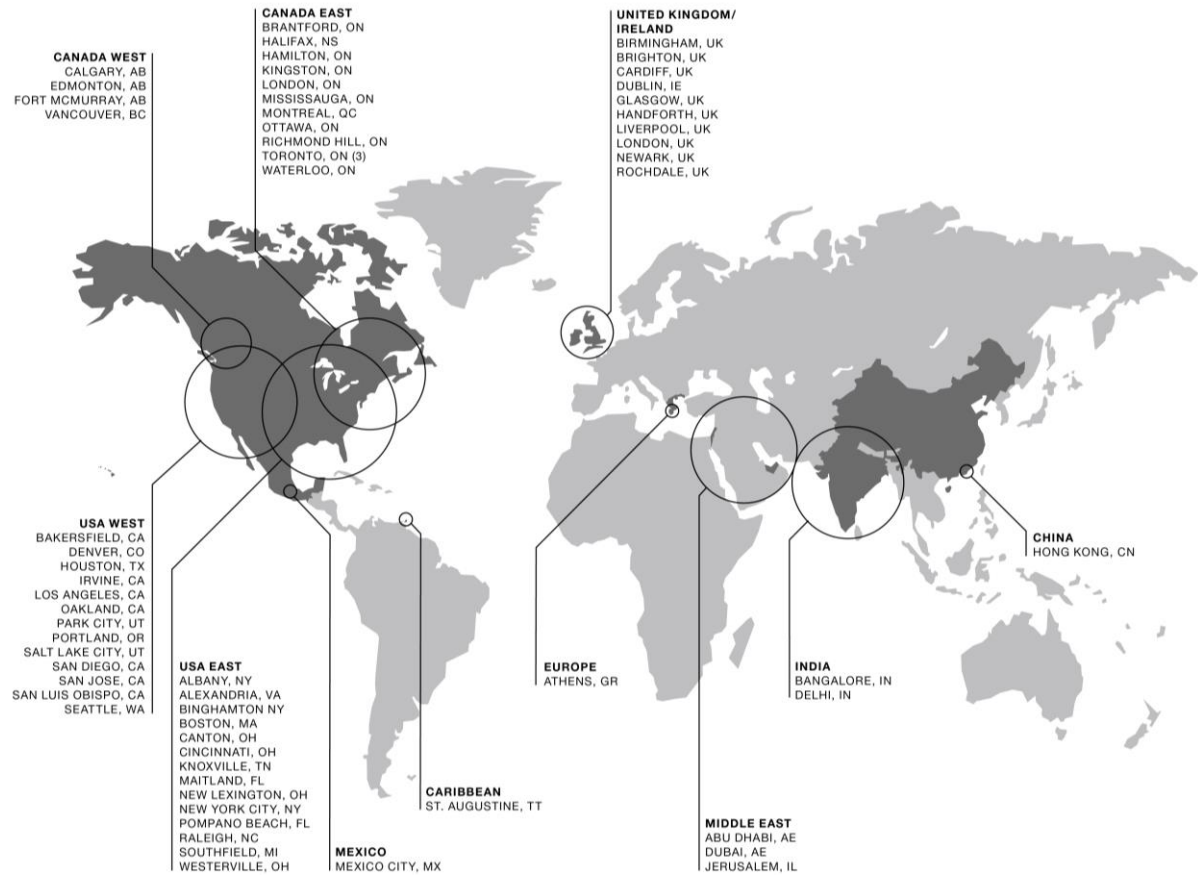 CANADA WEST
CALGARY, AB
EDMONTON, AB
FORT MCMURRAY, AB
VANCOUVER, BC
CANADA EAST
BRANTFORD, ON
HALIFAX, NS
HAMILTON, ON
KINGSTON, ON
LONDON, ON
MISSISSAUGA, ON
MONTREAL, QC
OTTAWA, ON
RICHMOND HILL, ON
TORONTO, ON (3)
WATERLOO, ON
UNITED KINGDOM/
IRELAND
BIRMINGHAM, UK
BRIGHTON, UK
CARDIFF, UK
DUBLIN, IE
GLASGOW, UK
HANDFORTH, UK
LIVERPOOL, UK
LONDON, UK
NEWARK, UK
ROCHDALE, UK
USA WEST
BAKERSFIELD, CA
DENVER, CO
HOUSTON, TX
IRVINE, CA
LOS ANGELES, CA
OAKLAND, CA
PARK CITY, UT
PORTLAND, OR
SALT LAKE CITY, UT
SAN DIEGO, CA
SAN JOSE, CA
SAN LUIS OBISPO, CA
SEATTLE, WA
USA EAST
ALBANY, NY
ALEXANDRIA, VA
BINGHAMTON NY
BOSTON, MA
CANTON, OH
CINCINNATI, OH
KNOXVILLE, TN
MAITLAND, FL
NEW LEXINGTON, OH
NEW YORK CITY, NY
POMPANO BEACH, FL
RALEIGH, NC
SOUTHFIELD, MI
WESTERVILLE, OH
MEXICO
MEXICO CITY, MX
CARIBBEAN
ST. AUGUSTINE, TT
EUROPE
ATHENS, GR
MIDDLE EAST
ABU DHABI, AE
DUBAI, AE
JERUSALEM, IL
INDIA
BANGALORE, IN
DELHI, IN
CHINA
HONG KONG, CN